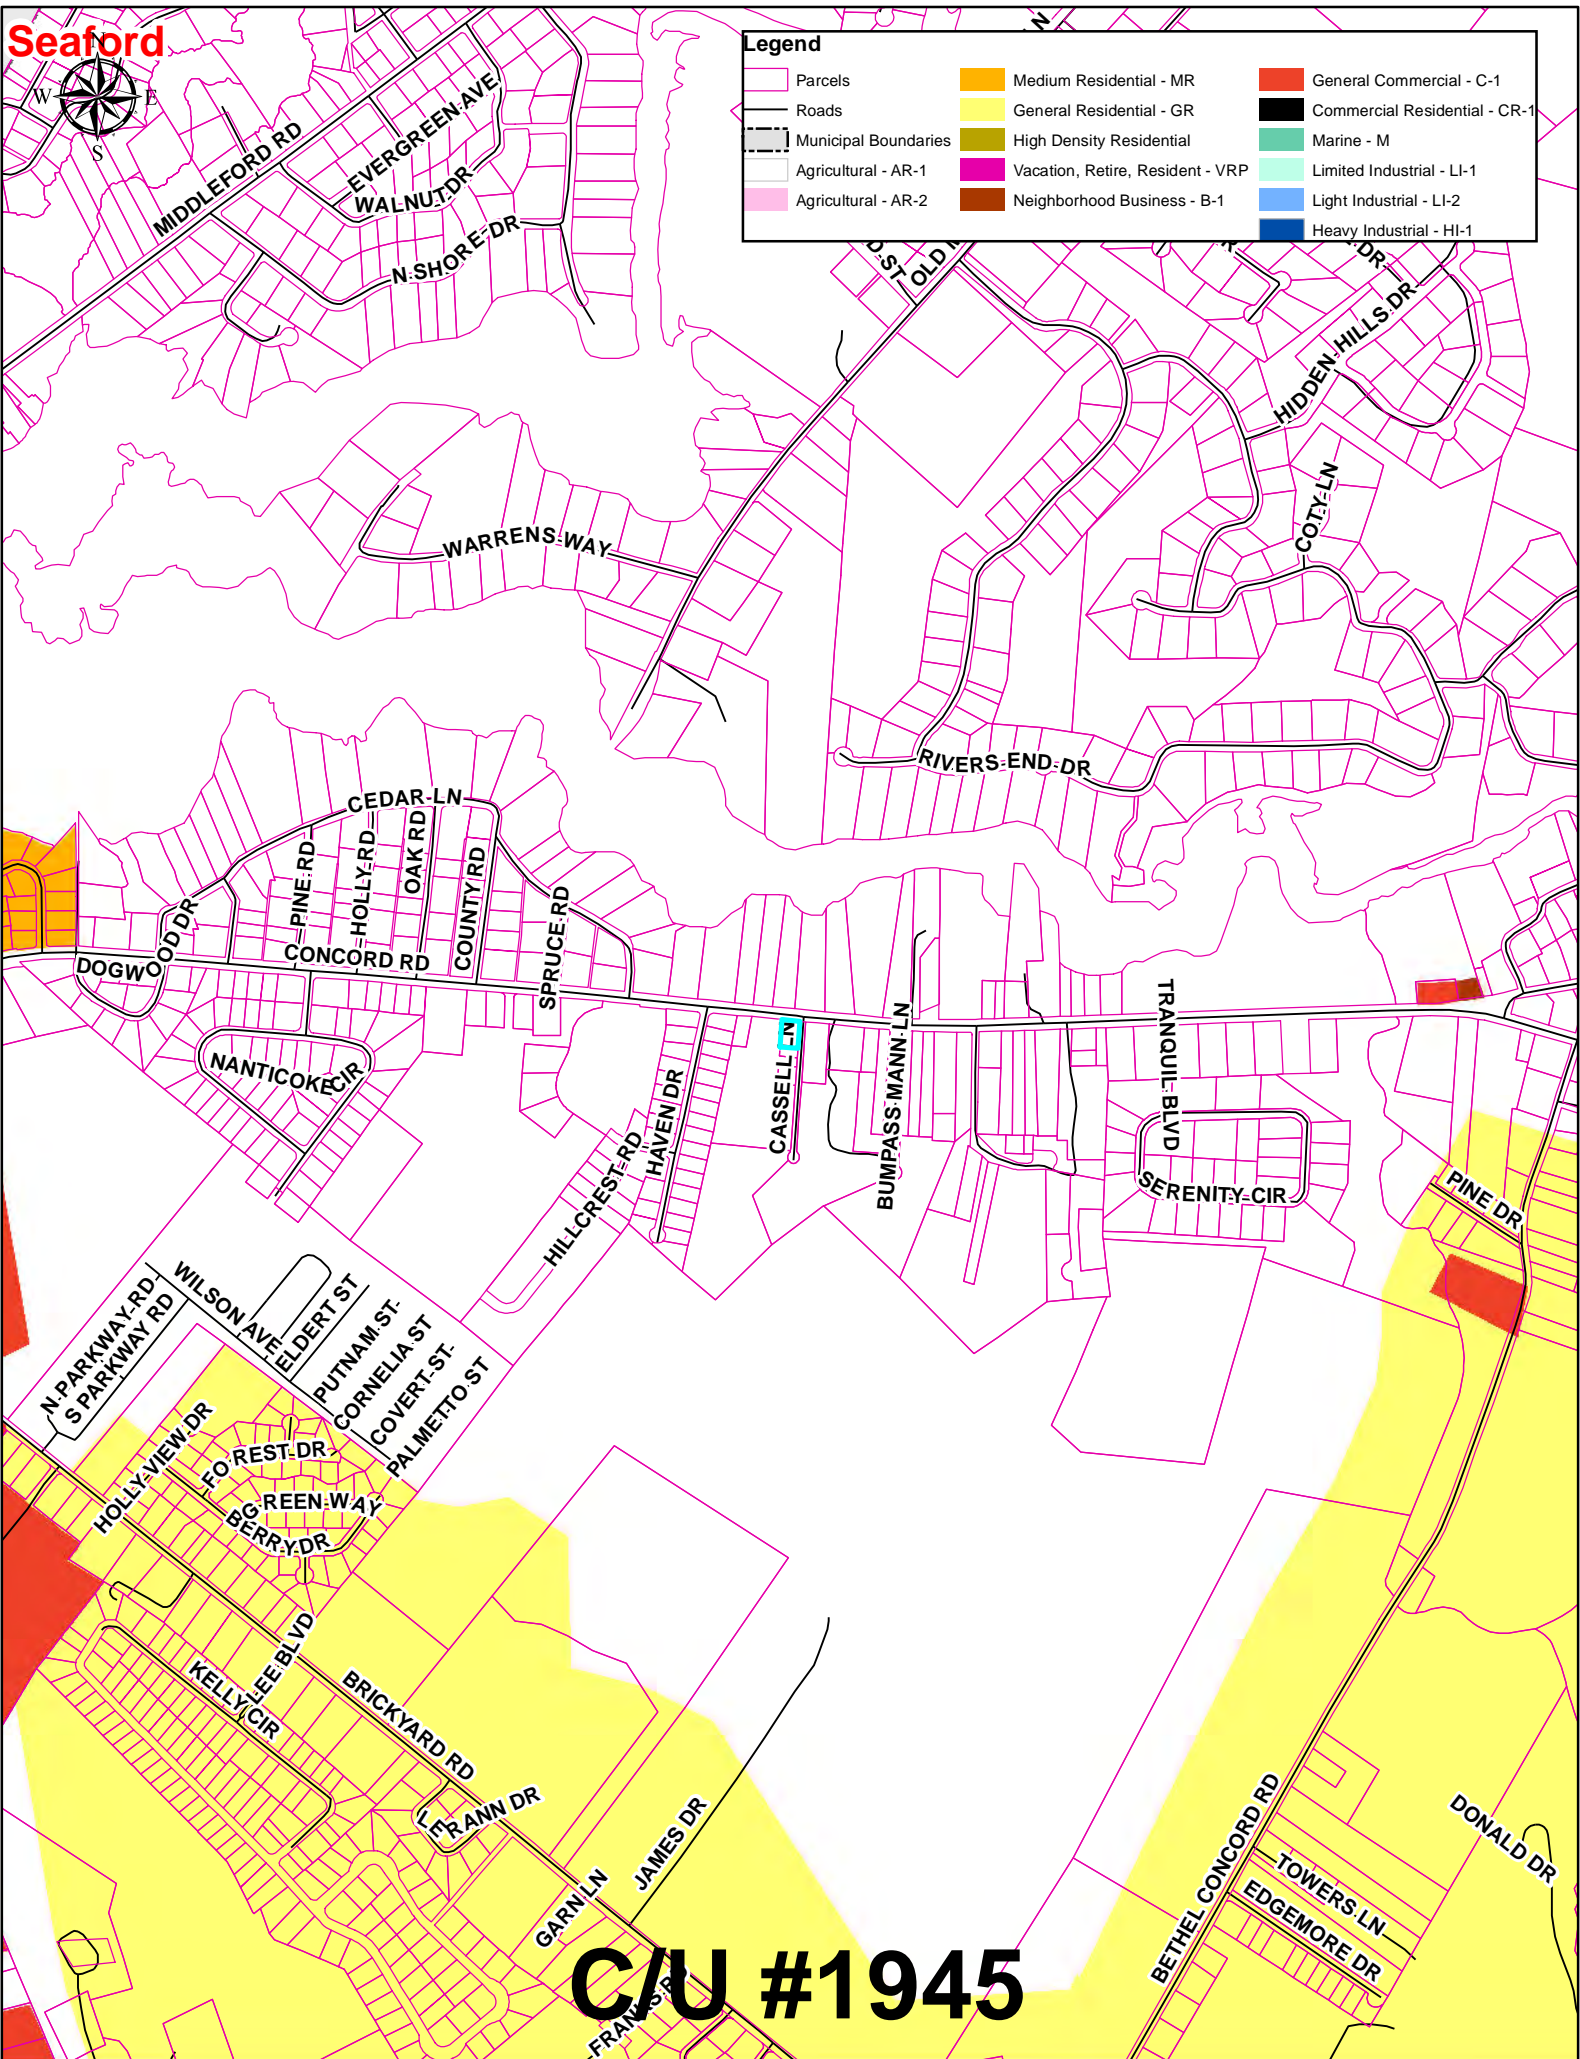 Seaford
N
W
E
S
Legend
Parcels
Roads
Municipal Boundaries
Agricultural - AR-1
Agricultural - AR-2
Medium Residential - MR
General Residential - GR
High Density Residential
Vacation, Retire, Resident - VRP
Neighborhood Business - B-1
General Commercial - C-1
Commercial Residential - CR-1
Marine - M
Limited Industrial - LI-1
Light Industrial - LI-2
Heavy Industrial - HI-1
MIDDLEFORD RD
EVERGREEN AVE
WALNUT DR
N SHORE DR
OLD
HIDDEN HILLS DR
COTY LN
WARRENS WAY
RIVERS END DR
CEDAR LN
PINE RD
HOLLY RD
OAK RD
COUNTY RD
SPRUCE RD
DOGWOOD DR
CONCORD RD
NANTICOKE CIR
HILLCREST RD
HAVEN DR
CASSELL LN
BUMPASS MANN LN
TRANQUIL BLVD
SERENITY CIR
PINE DR
N PARKWAY RD
S PARKWAY RD
WILSON AVE
ELDERT ST
PUTNAM ST
CORNELIA ST
COVERT ST
PALMETTO ST
HOLLY VIEW DR
FOREST DR
GREEN WAY
BERRY DR
LEE BLVD
KELLY CIR
BRICKYARD RD
LERANN DR
GARN LN
JAMES DR
BETHEL CONCORD RD
TOWERS LN
EDGEMORE DR
DONALD DR
C/U #1945